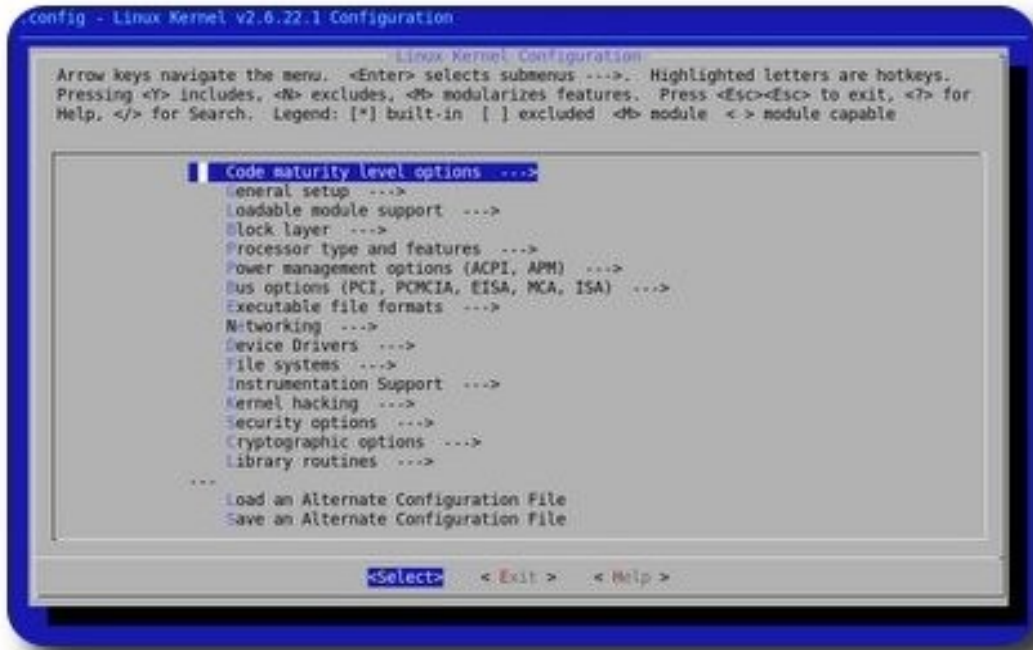 .config - Linux Kernel v2.6.22.1 Configuration
Linux Kernel Configuration
Arrow keys navigate the menu.  <Enter> selects submenus --->.  Highlighted letters are hotkeys.
Pressing <Y> includes, <N> excludes, <M> modularizes features.  Press <Esc><Esc> to exit, <?> for
Help, </> for Search.  Legend: [*] built-in  [ ] excluded  <M> module  < > module capable
Code maturity level options  --->
General setup  --->
Loadable module support  --->
Block layer  --->
Processor type and features  --->
Power management options (ACPI, APM)  --->
Bus options (PCI, PCMCIA, EISA, MCA, ISA)  --->
Executable file formats  --->
Networking  --->
Device Drivers  --->
File systems  --->
Instrumentation Support  --->
Kernel hacking  --->
Security options  --->
Cryptographic options  --->
Library routines  --->
---
Load an Alternate Configuration File
Save an Alternate Configuration File
<Select>    < Exit >    < Help >